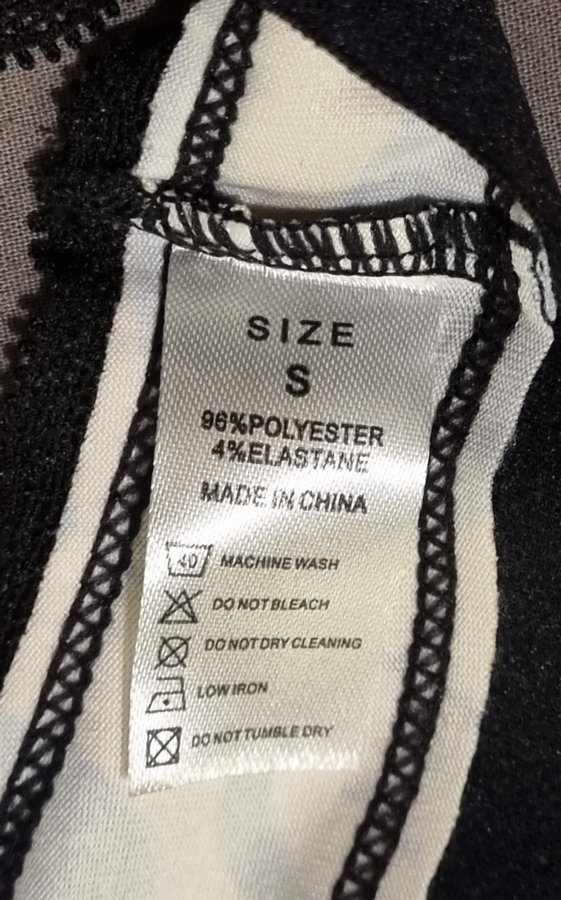 SIZE
S
96%POLYESTER
4%ELASTANE
MADE IN CHINA
40 MACHINE WASH
DO NOT BLEACH
DO NOT DRY CLEANING
LOW IRON
DO NOT TUMBLE DRY